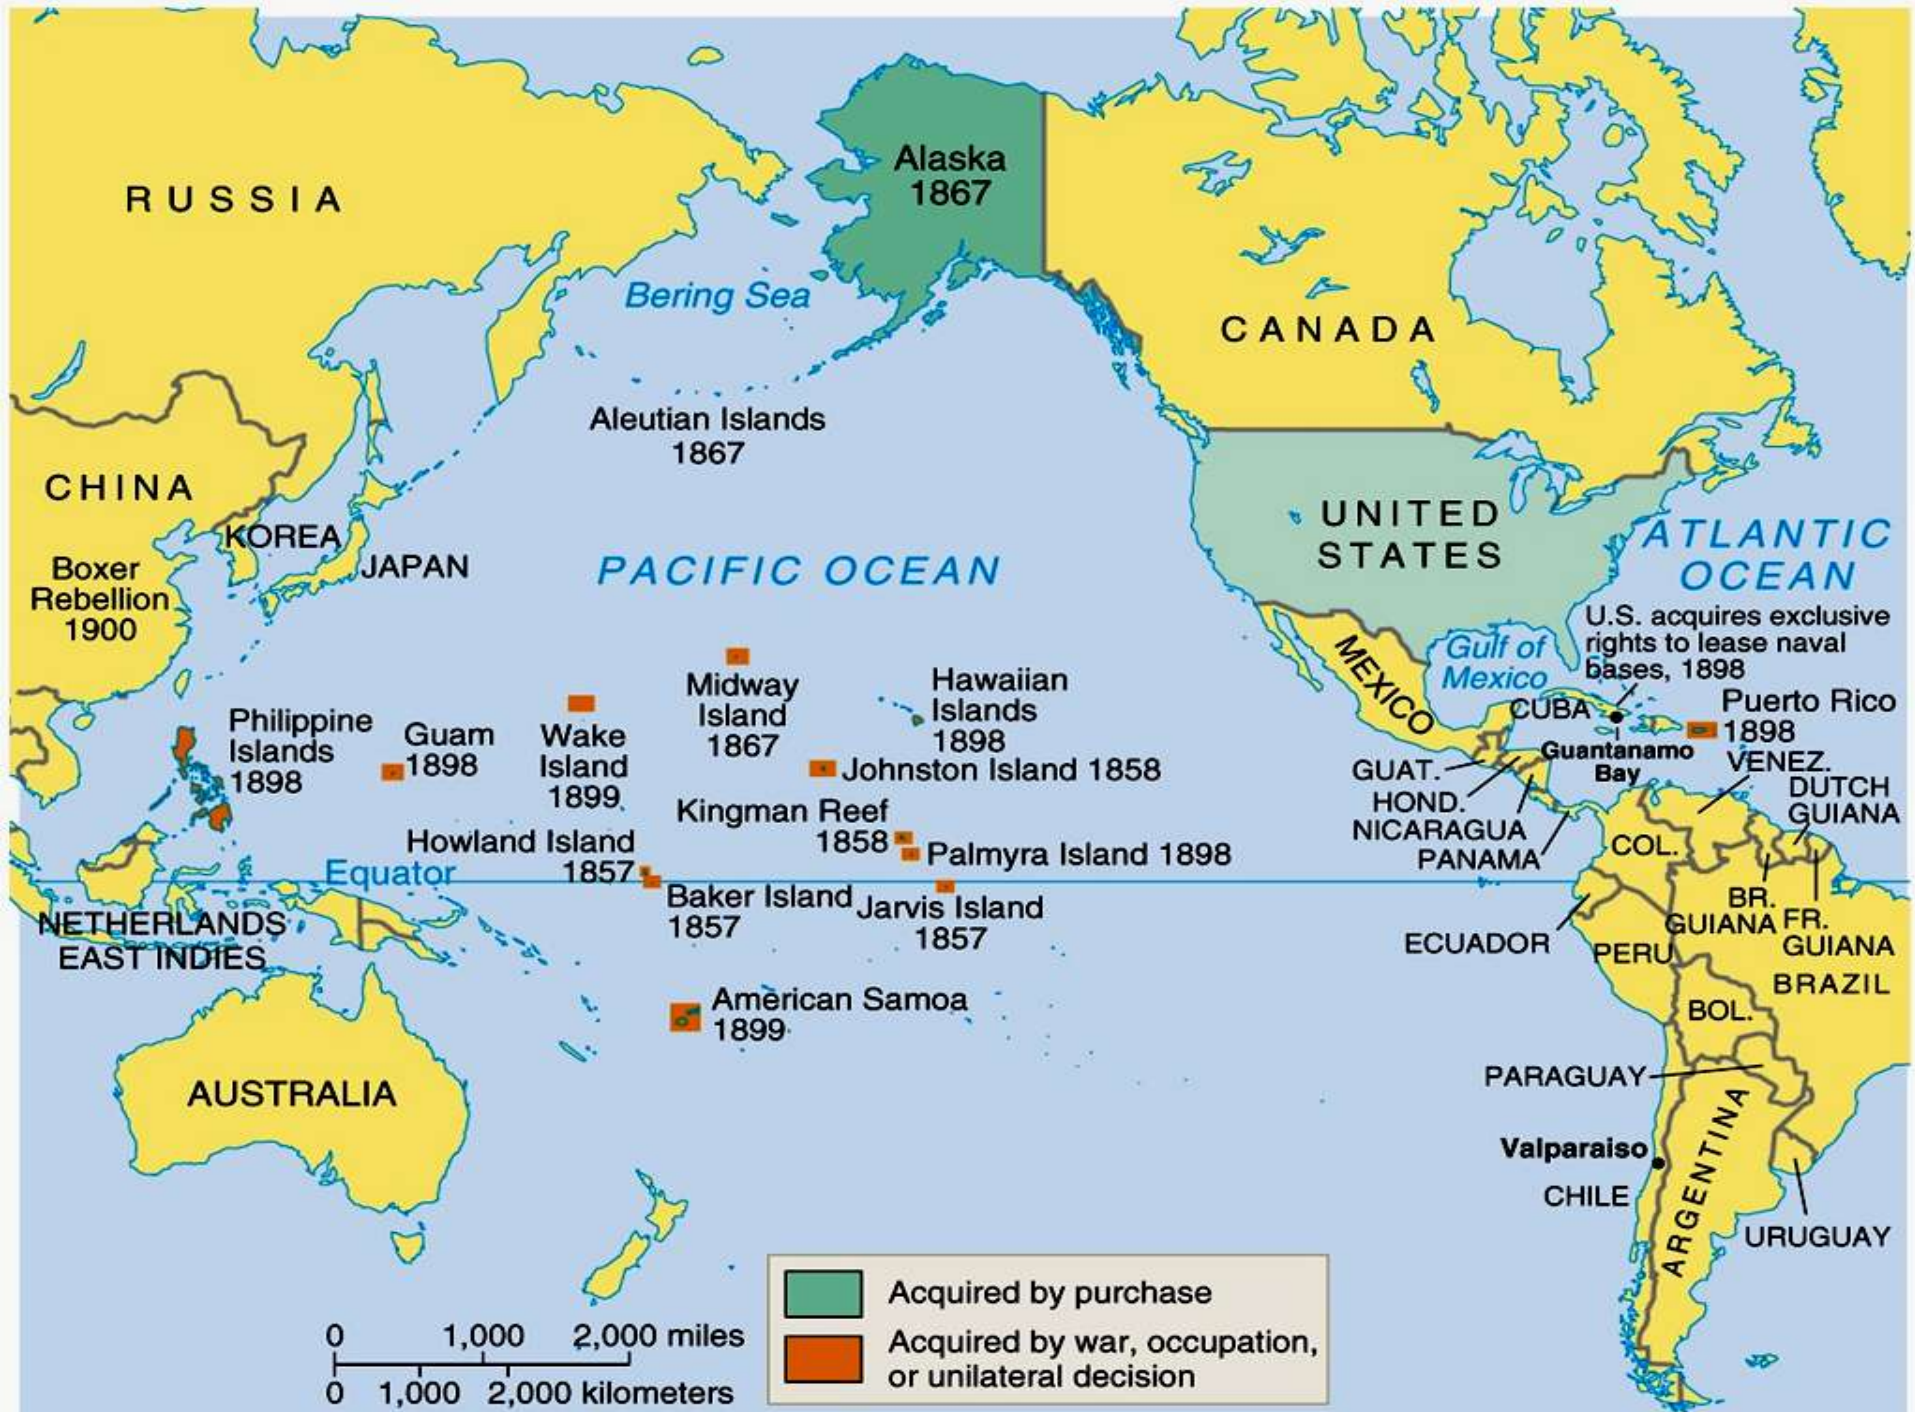 Alaska
1867
RUSSIA
Bering Sea
CANADA
Aleutian Islands
1867
CHINA
KOREA
JAPAN
Boxer
Rebellion
1900
PACIFIC OCEAN
UNITED
STATES
ATLANTIC
OCEAN
U.S. acquires exclusive
rights to lease naval
bases, 1898
Gulf of
Mexico
MEXICO
CUBA
Guantanamo
Bay
Puerto Rico
1898
Philippine
Islands
1898
Guam
1898
Wake
Island
1899
Midway
Island
1867
Hawaiian
Islands
1898
Johnston Island 1858
Kingman Reef
1858
Palmyra Island 1898
Howland Island
1857
Equator
Baker Island
1857
Jarvis Island
1857
American Samoa
1899
GUAT.
HOND.
NICARAGUA
PANAMA
VENEZ.
DUTCH
GUIANA
COL.
BR.
GUIANA
FR.
GUIANA
ECUADOR
PERU
BRAZIL
BOL.
NETHERLANDS
EAST INDIES
AUSTRALIA
PARAGUAY
Valparaiso
CHILE
ARGENTINA
URUGUAY
0 1,000 2,000 miles
0 1,000 2,000 kilometers
Acquired by purchase
Acquired by war, occupation,
or unilateral decision